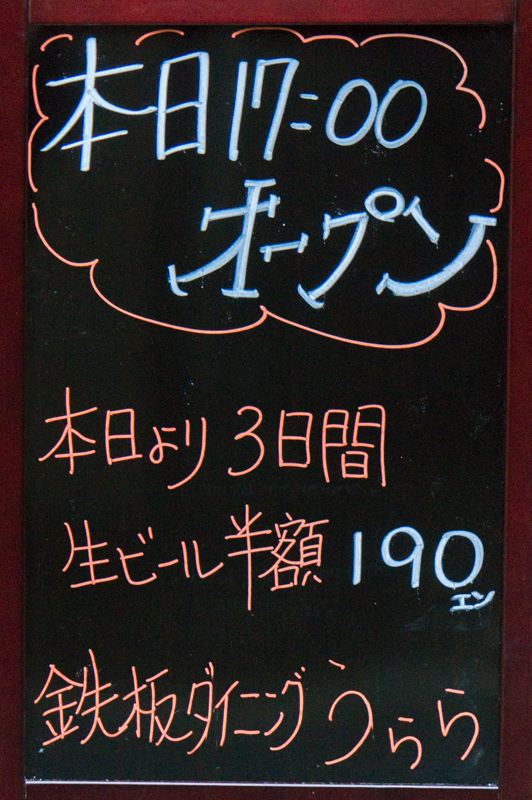 本日17:00
オープン
本日より3日間
生ビール半額190
エン
鉄板ダイニングうらら